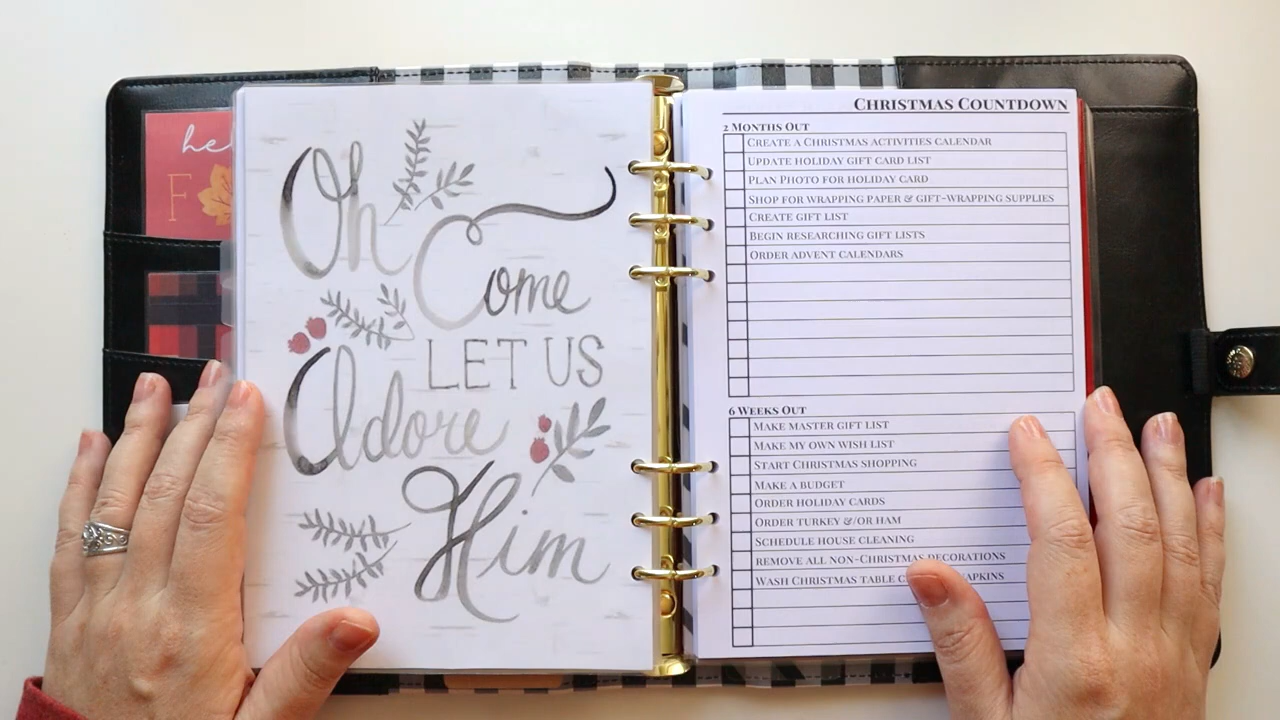 he
F
Oh
Come
LET US
Adore
Him
CHRISTMAS COUNTDOWN
2 MONTHS OUT
CREATE A CHRISTMAS ACTIVITIES CALENDAR
UPDATE HOLIDAY GIFT CARD LIST
PLAN PHOTO FOR HOLIDAY CARD
SHOP FOR WRAPPING PAPER & GIFT-WRAPPING SUPPLIES
CREATE GIFT LIST
BEGIN RESEARCHING GIFT LISTS
ORDER ADVENT CALENDARS
6 WEEKS OUT
MAKE MASTER GIFT LIST
MAKE MY OWN WISH LIST
START CHRISTMAS SHOPPING
MAKE A BUDGET
ORDER HOLIDAY CARDS
ORDER TURKEY &/OR HAM
SCHEDULE HOUSE CLEANING
REMOVE ALL NON-CHRISTMAS DECORATIONS
WASH CHRISTMAS TABLE